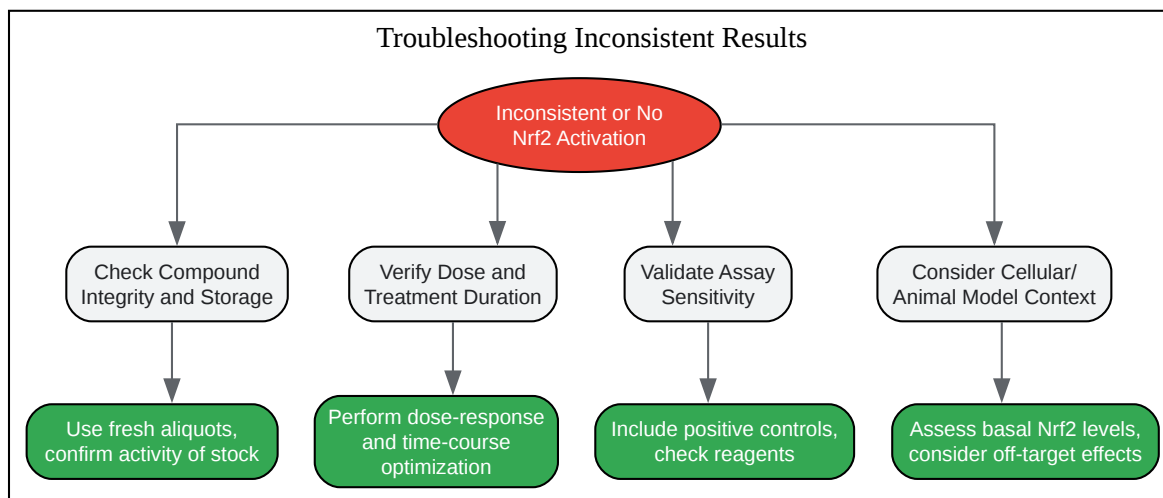 Troubleshooting Inconsistent Results
Inconsistent or No
Nrf2 Activation
Check Compound
Integrity and Storage
Verify Dose and
Treatment Duration
Validate Assay
Sensitivity
Consider Cellular/
Animal Model Context
Use fresh aliquots,
confirm activity of stock
Perform dose-response
and time-course
optimization
Include positive controls,
check reagents
Assess basal Nrf2 levels,
consider off-target effects